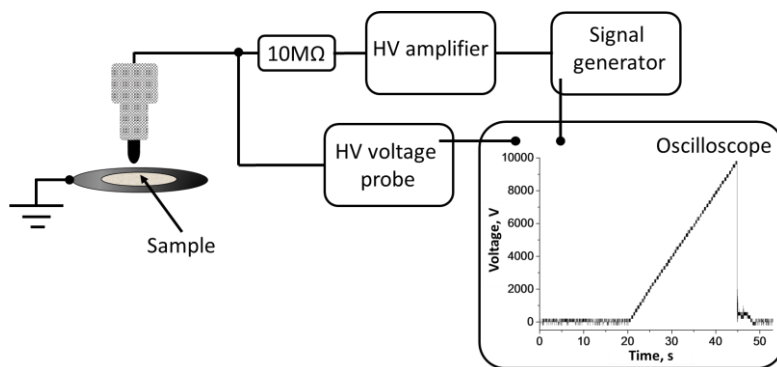 10MΩ
HV amplifier
Signal
generator
HV voltage
probe
Sample
Oscilloscope
Voltage, V
10000
8000
6000
4000
2000
0
0 10 20 30 40 50
Time, s